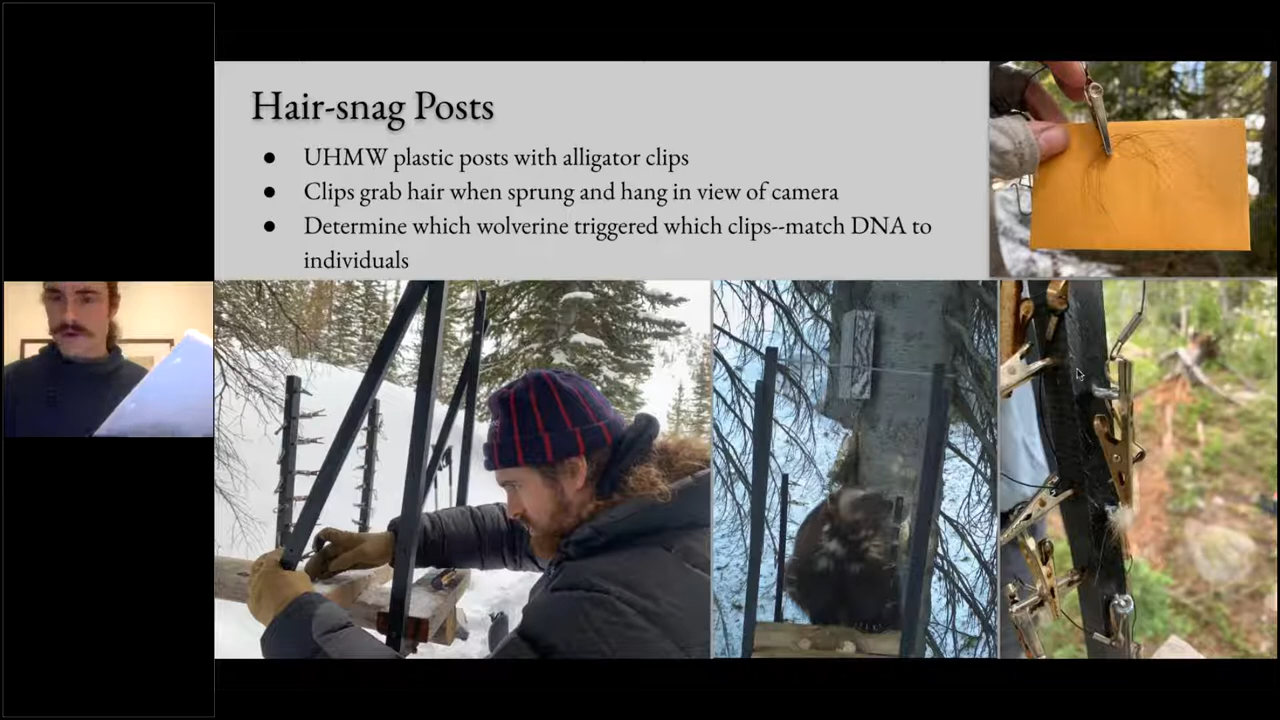 Hair-snag Posts
● UHMW plastic posts with alligator clips
● Clips grab hair when sprung and hang in view of camera
● Determine which wolverine triggered which clips--match DNA to
individuals